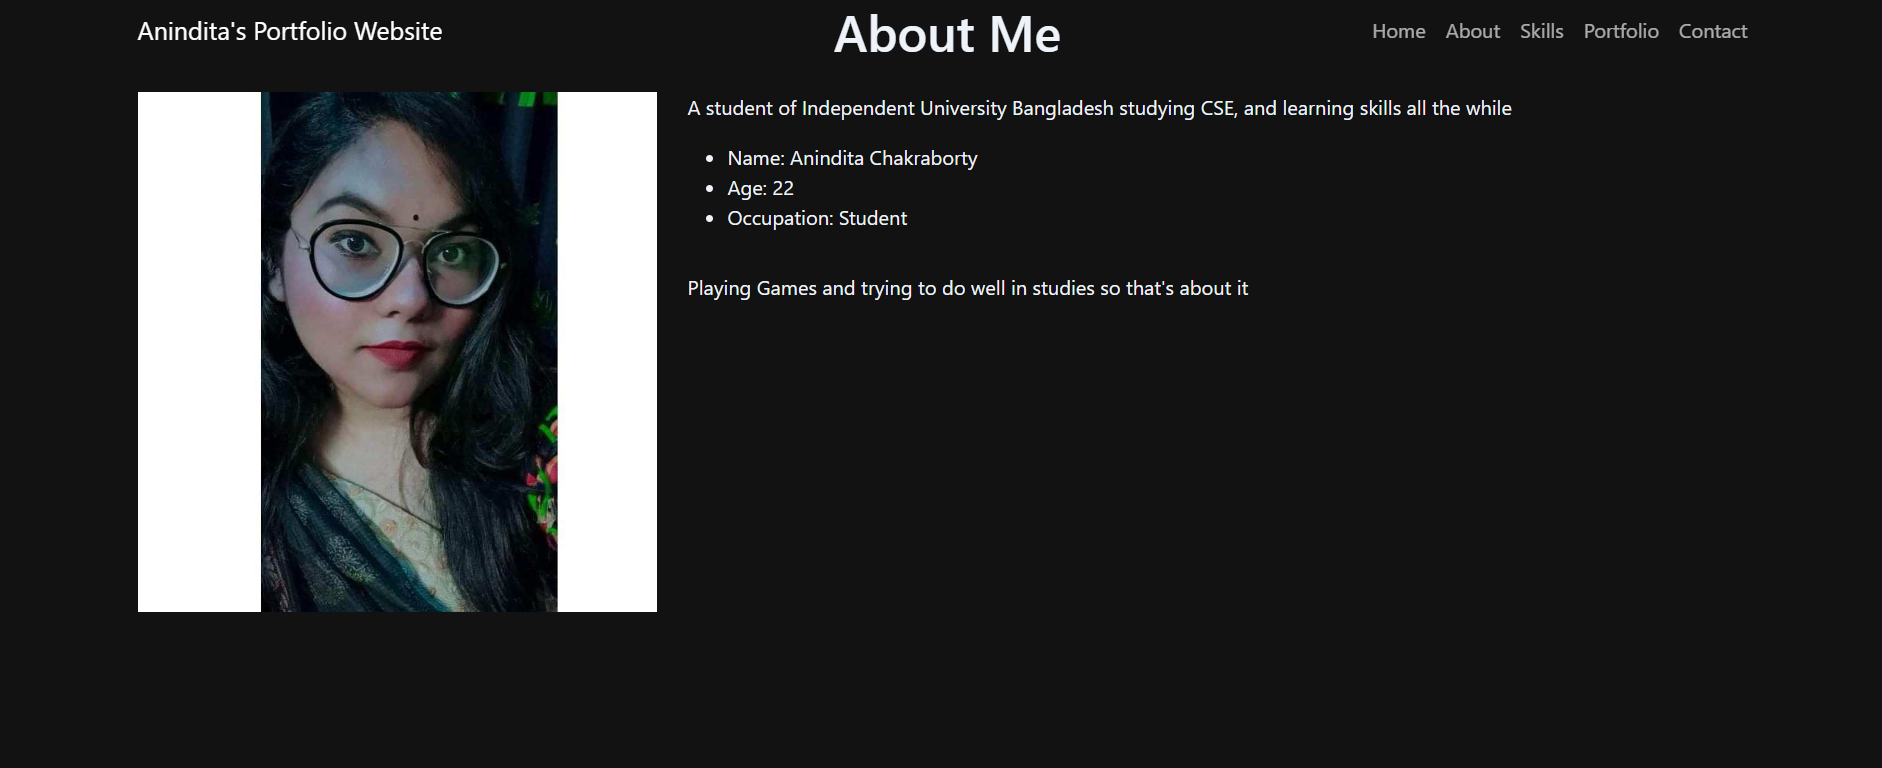 Anindita's Portfolio Website
About Me
Home About Skills Portfolio Contact
A student of Independent University Bangladesh studying CSE, and learning skills all the while
Name: Anindita Chakraborty
Age: 22
Occupation: Student
Playing Games and trying to do well in studies so that's about it